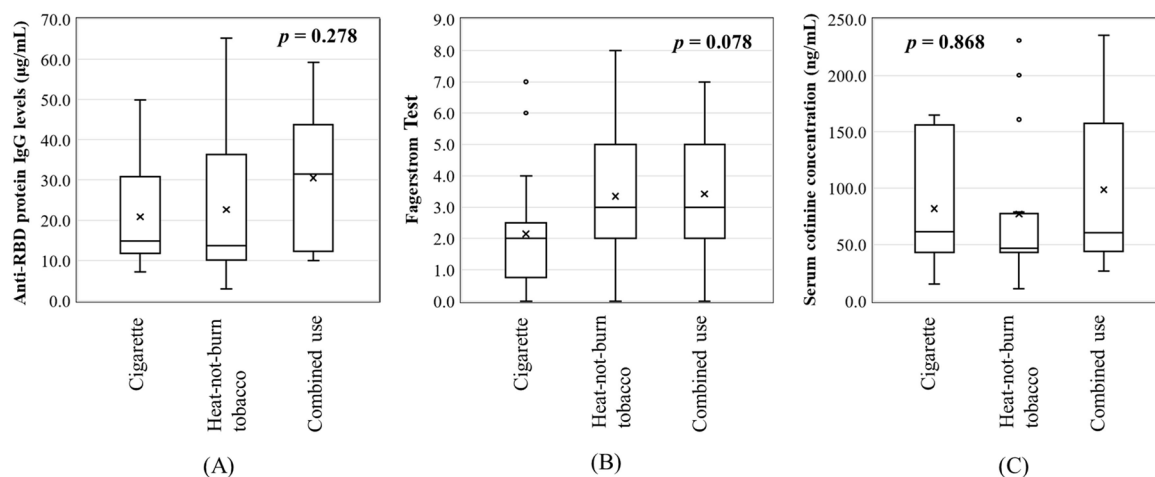 Anti-RBD protein IgG levels (μg/mL)
70.0
60.0
50.0
40.0
30.0
20.0
10.0
0.0
p = 0.278
Cigarette
Heat-not-burn
tobacco
Combined use
(A)
Fagerstrom Test
9.0
8.0
7.0
6.0
5.0
4.0
3.0
2.0
1.0
0.0
p = 0.078
Cigarette
Heat-not-burn
tobacco
Combined use
(B)
Serum cotinine concentration (ng/mL)
250.0
200.0
150.0
100.0
50.0
0.0
p = 0.868
Cigarette
Heat-not-burn
tobacco
Combined use
(C)